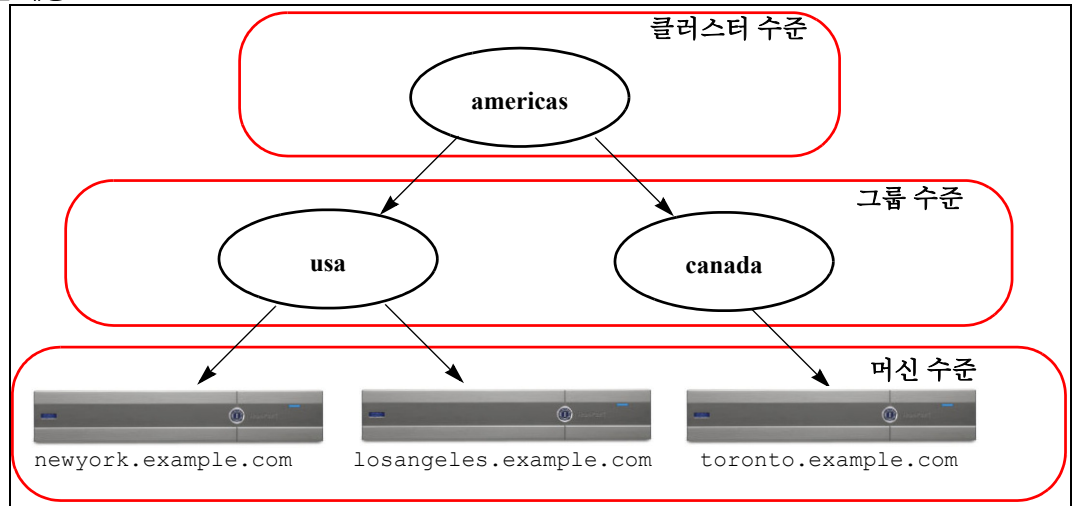 클러스터 수준
americas
그룹 수준
usa
canada
머신 수준
newyork.example.com
losangeles.example.com
toronto.example.com